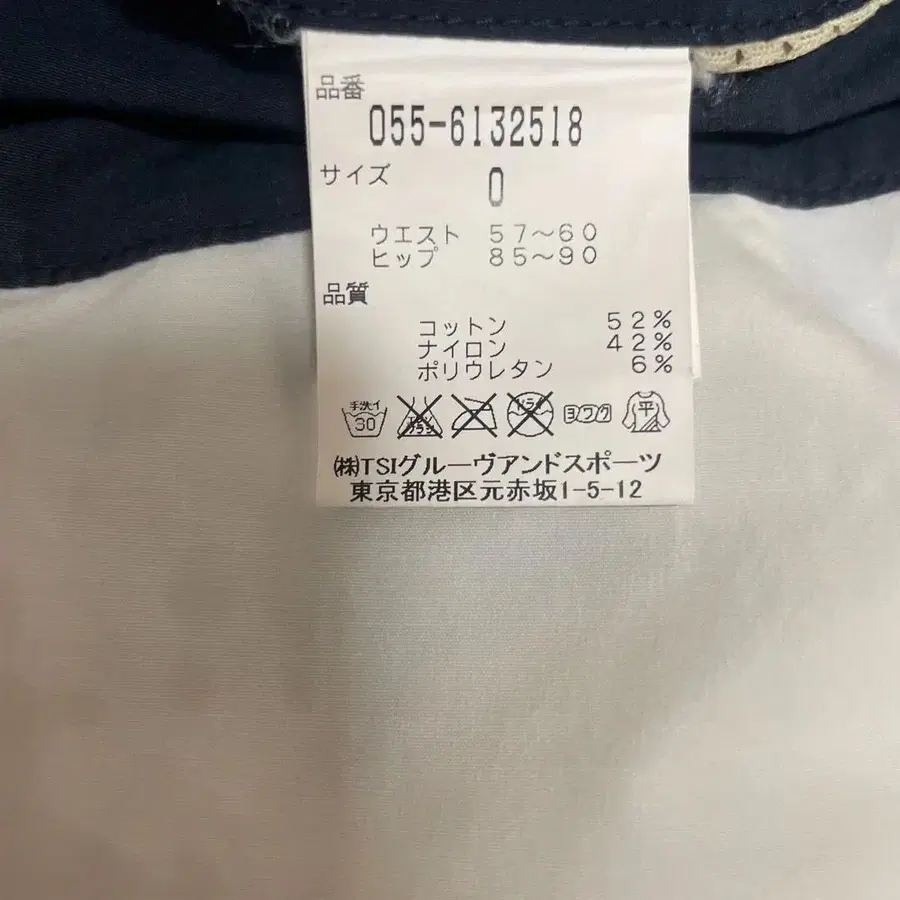 品番
055-6132518
サイズ
0
ウエスト 57～60
ヒップ 85～90
品質
コットン 52%
ナイロン 42%
ポリウレタン 6%
手洗イ 30 ヨワク 平
㈱TSIグルーヴアンドスポーツ
東京都港区元赤坂1-5-12